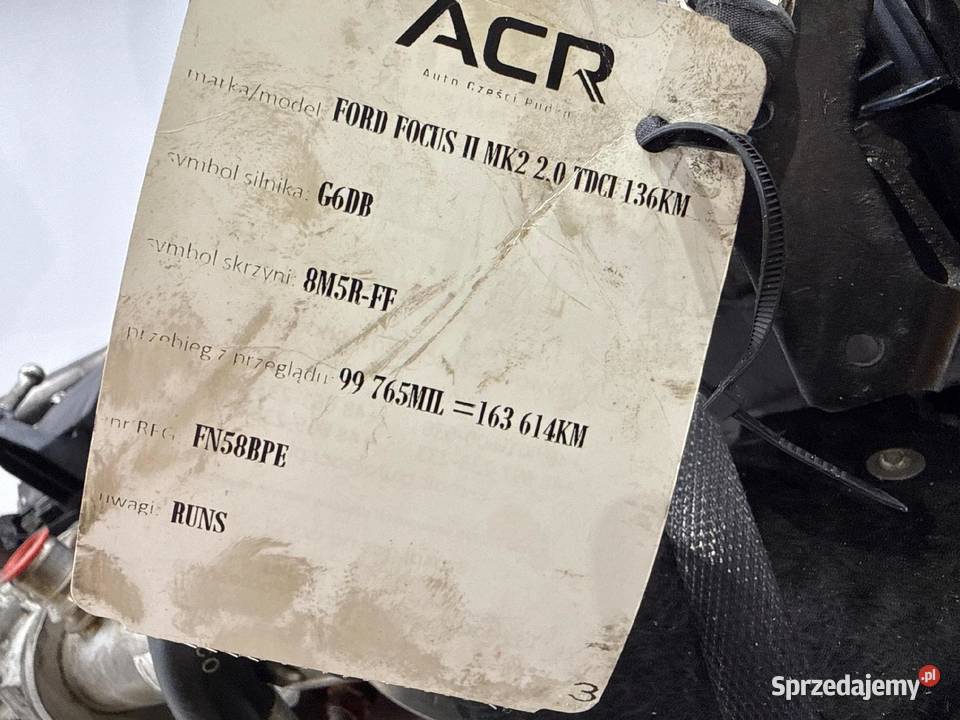 ACR
Auto Części
marka/model: FORD FOCUS II MK2 2.0 TDCI 136KM
symbol silnika: G6DB
symbol skrzyni: 8M5R-FF
przebieg z przeglądu: 99 765MIL =163 614KM
nr REG: FN58BPE
uwagi: RUNS
3
Sprzedajemy.pl